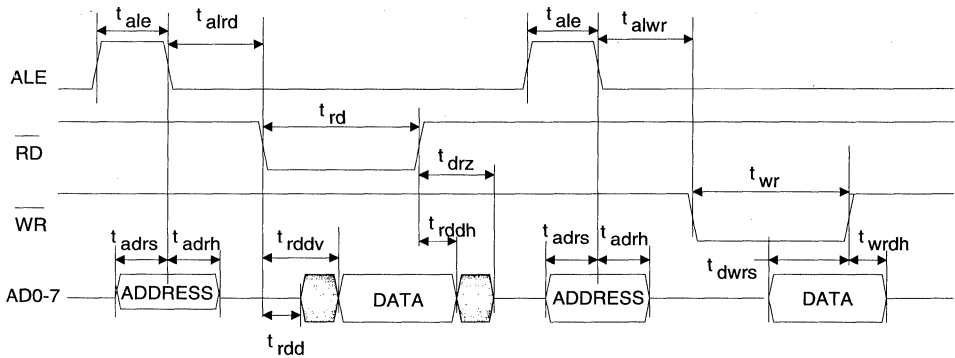 t ale
t alrd
t ale
t alwr
ALE
t rd
RD
t drz
t wr
WR
t adrs
t adrh
t rddv
t rddh
t adrs
t adrh
t dwrs
t wrdh
AD0-7
ADDRESS
DATA
ADDRESS
DATA
t rdd